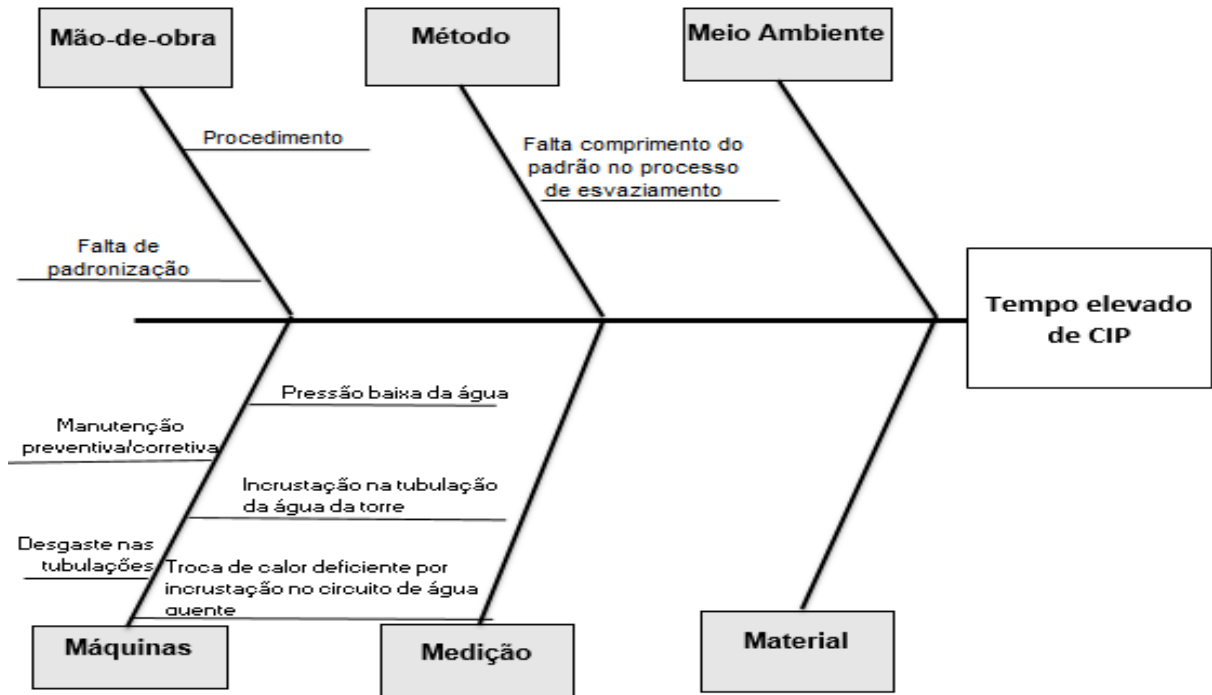 Mão-de-obra
Método
Meio Ambiente
Procedimento
Falta comprimento do
padrão no processo
de esvaziamento
Falta de
padronização
Tempo elevado
de CIP
Pressão baixa da água
Manutenção
preventiva/corretiva
Incrustação na tubulação
da água da torre
Desgaste nas
tubulações
Troca de calor deficiente por
incrustação no circuito de água
quente
Máquinas
Medição
Material